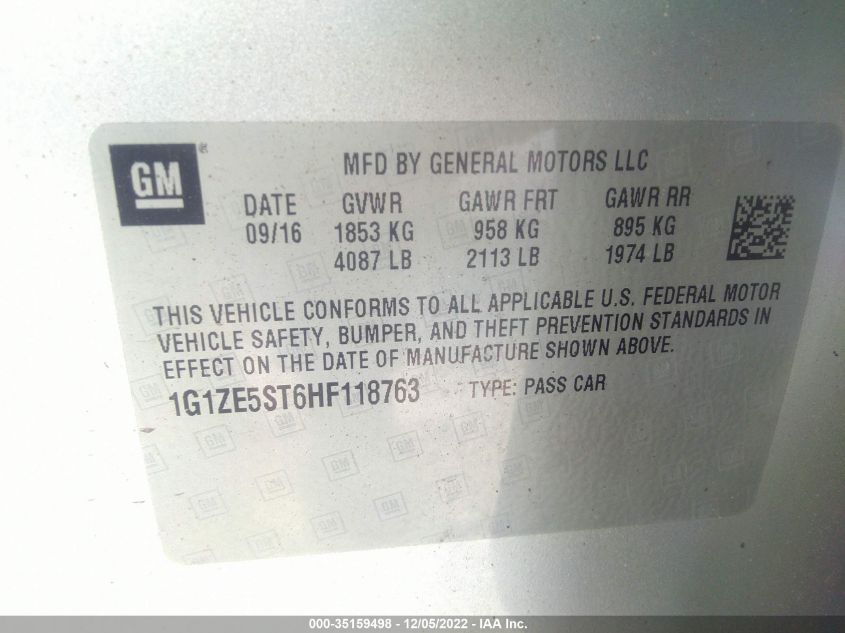 GM®
MFD BY GENERAL MOTORS LLC
DATE GVWR GAWR FRT GAWR RR
09/16 1853 KG 958 KG 895 KG
4087 LB 2113 LB 1974 LB
THIS VEHICLE CONFORMS TO ALL APPLICABLE U.S. FEDERAL MOTOR
VEHICLE SAFETY, BUMPER, AND THEFT PREVENTION STANDARDS IN
EFFECT ON THE DATE OF MANUFACTURE SHOWN ABOVE.
1G1ZE5ST6HF118763 TYPE: PASS CAR
000-35159498 - 12/05/2022 - IAA Inc.